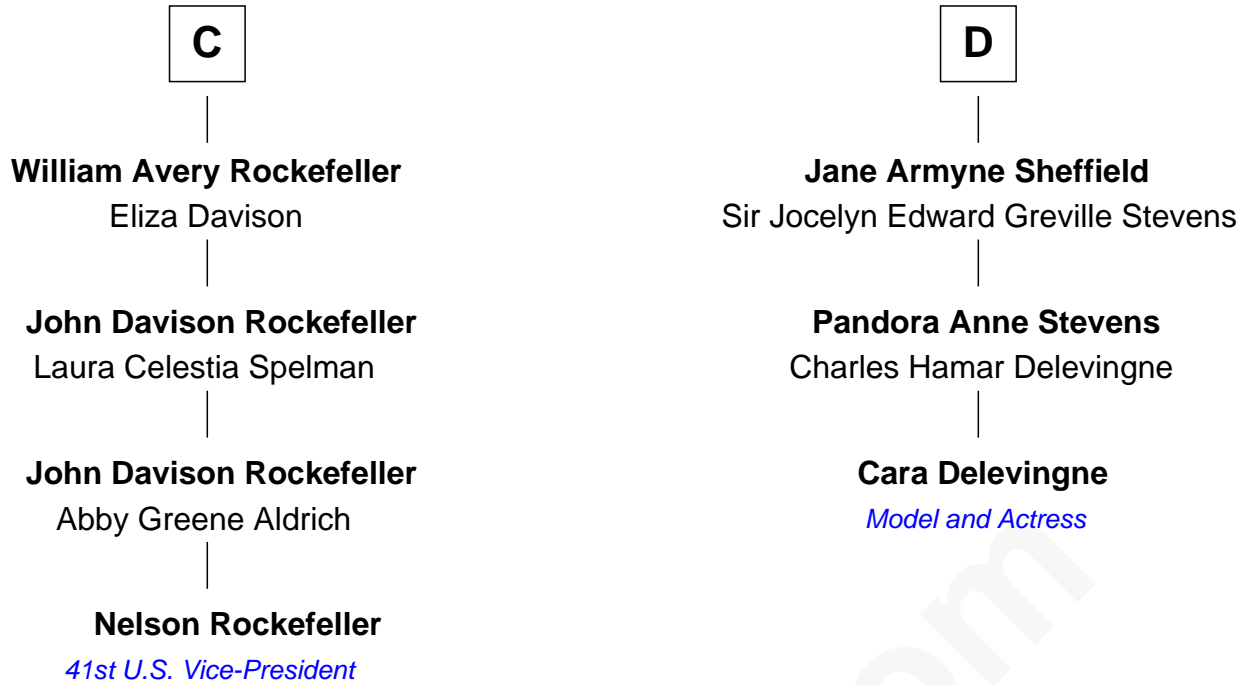 C
William Avery Rockefeller
Eliza Davison
John Davison Rockefeller
Laura Celestia Spelman
John Davison Rockefeller
Abby Greene Aldrich
Nelson Rockefeller
41st U.S. Vice-President
D
Jane Armyne Sheffield
Sir Jocelyn Edward Greville Stevens
Pandora Anne Stevens
Charles Hamar Delevingne
Cara Delevingne
Model and Actress
om